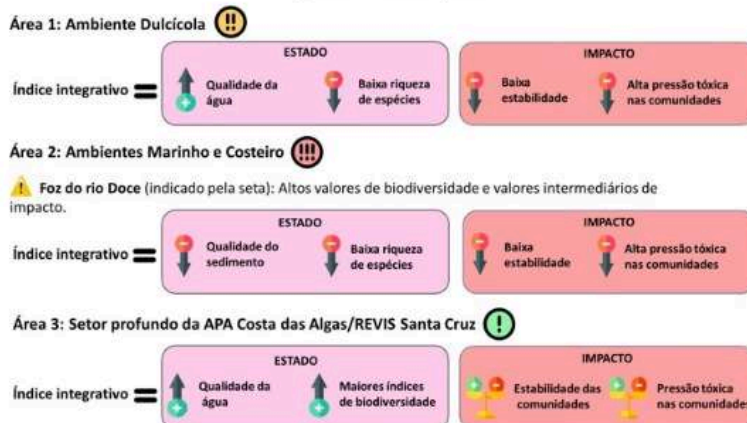 Área 1: Ambiente Dulcícola
ESTADO
IMPACTO
Índice integrativo =
Qualidade da
água
Baixa riqueza
de espécies
Baixa
estabilidade
Alta pressão tóxica
nas comunidades
Área 2: Ambientes Marinho e Costeiro
Foz do rio Doce (indicado pela seta): Altos valores de biodiversidade e valores intermediários de
impacto.
ESTADO
IMPACTO
Índice integrativo =
Qualidade do
sedimento
Baixa riqueza
de espécies
Baixa
estabilidade
Alta pressão tóxica
nas comunidades
Área 3: Setor profundo da APA Costa das Algas/REVIS Santa Cruz
ESTADO
IMPACTO
Índice integrativo =
Qualidade da
água
Maiores índices
de biodiversidade
Estabilidade das
comunidades
Pressão tóxica
nas comunidades